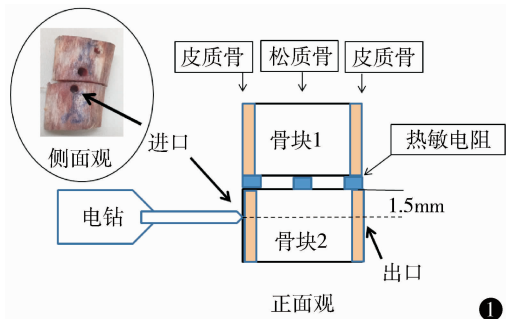 皮质骨 松质骨 皮质骨
进口
侧面观
骨块1
热敏电阻
电钻
1.5mm
骨块2
出口
正面观
1